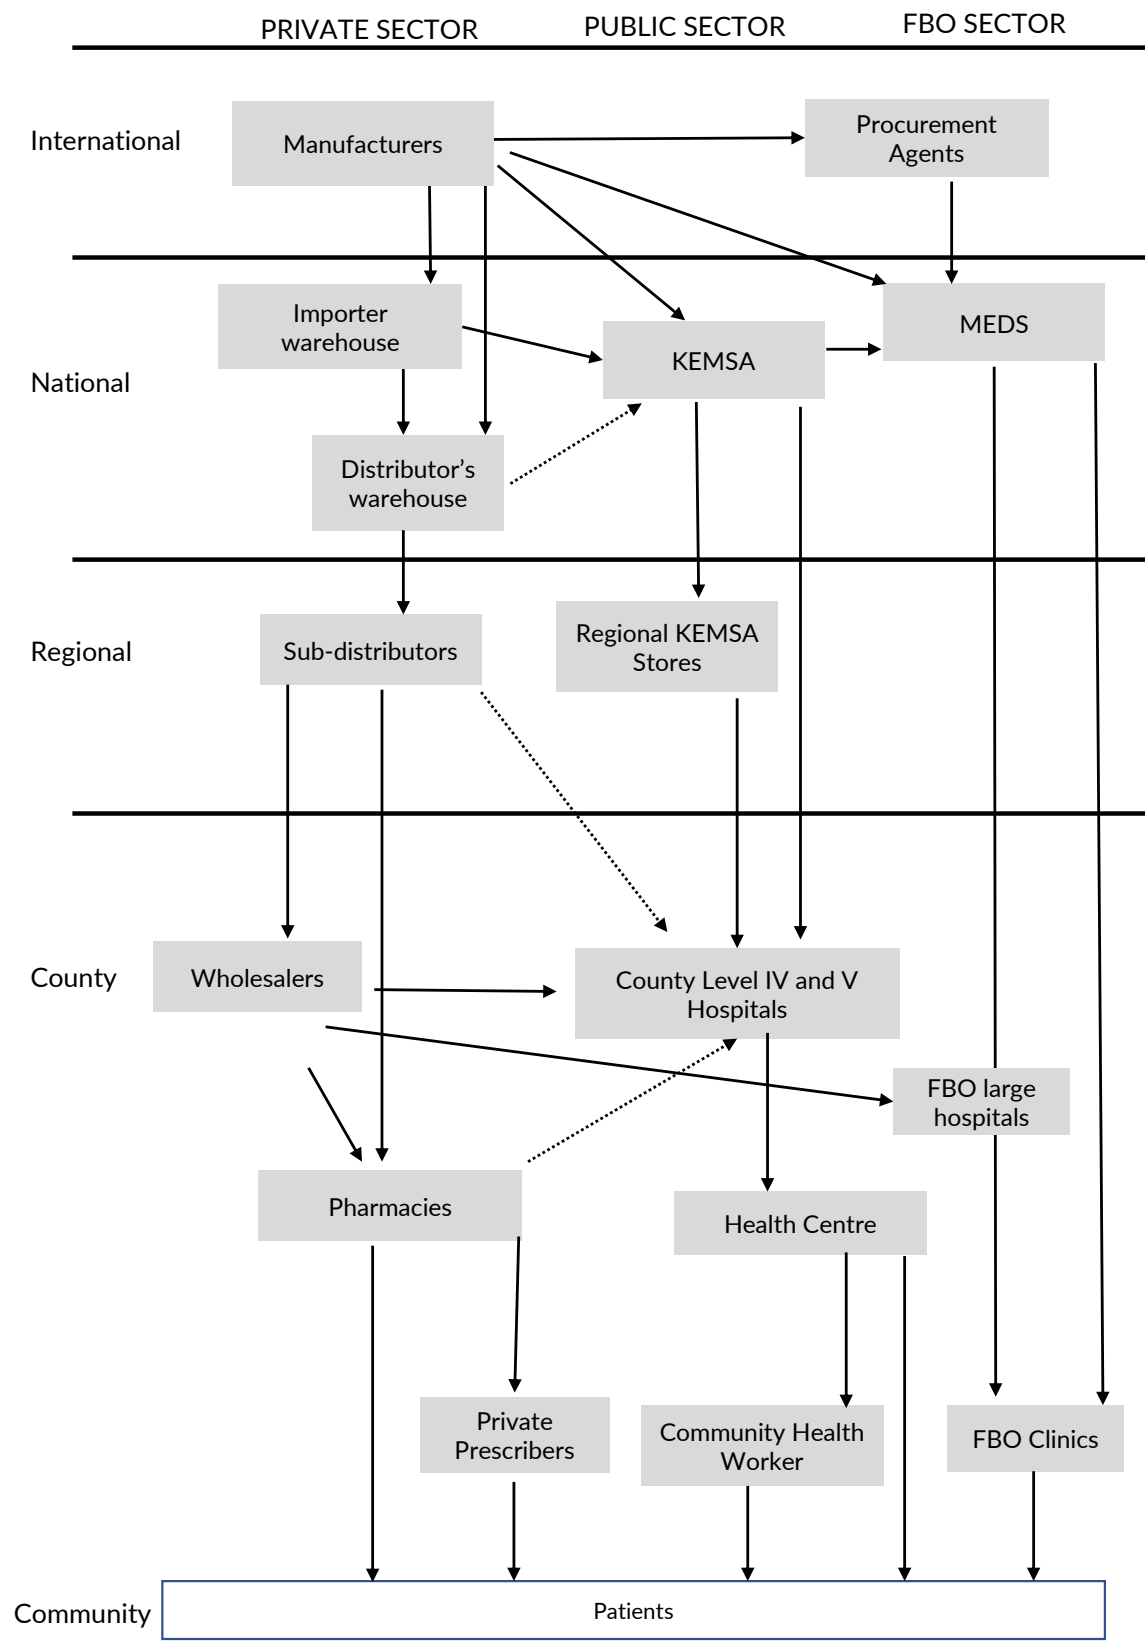 PRIVATE SECTOR
PUBLIC SECTOR
FBO SECTOR
International
Manufacturers
Procurement
Agents
National
Importer
warehouse
KEMSA
MEDS
Distributor’s
warehouse
Regional
Sub-distributors
Regional KEMSA
Stores
County
Wholesalers
County Level IV and V
Hospitals
FBO large
hospitals
Pharmacies
Health Centre
Private
Prescribers
Community Health
Worker
FBO Clinics
Community
Patients